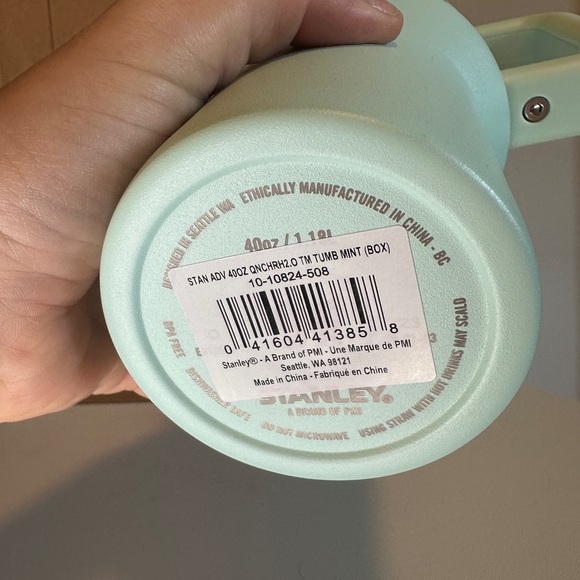 DESIGNED IN SEATTLE WA
ETHICALLY MANUFACTURED IN CHINA - BC
40oz / 1.18L
STAN ADV 40OZ QNCHRH2.O TM TUMB MINT (BOX)
10-10824-508
0 41604 41385 8
Stanley® - A Brand of PMI - Une Marque de PMI
Seattle, WA 98121
Made in China - Fabriqué en Chine
STANLEY®
A BRAND OF PMI
BPA FREE
DISHWASHER SAFE
DO NOT MICROWAVE
USING STRAW WITH HOT DRINKS MAY SCALD